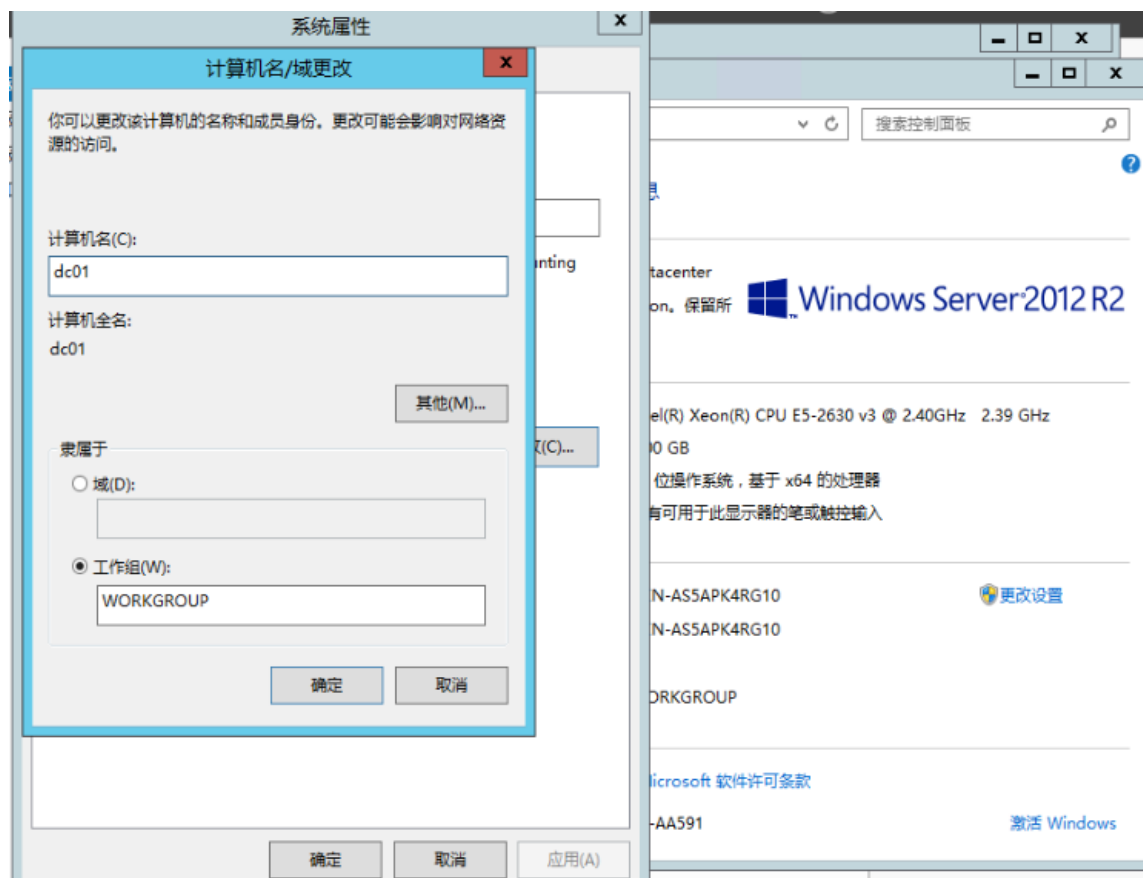 系统属性
计算机名/域更改
你可以更改该计算机的名称和成员身份。更改可能会影响对网络资
源的访问。
计算机名(C):
dc01
计算机全名:
dc01
其他(M)...
隶属于
域(D):
工作组(W):
WORKGROUP
确定
取消
unting
(C)...
确定
取消
应用(A)
搜索控制面板
息
tacenter
on。保留所
Windows Server 2012 R2
el(R) Xeon(R) CPU E5-2630 v3 @ 2.40GHz 2.39 GHz
0 GB
位操作系统，基于 x64 的处理器
有可用于此显示器的笔或触控输入
N-AS5APK4RG10
更改设置
N-AS5APK4RG10
ORKGROUP
icrosoft 软件许可条款
-AA591
激活 Windows